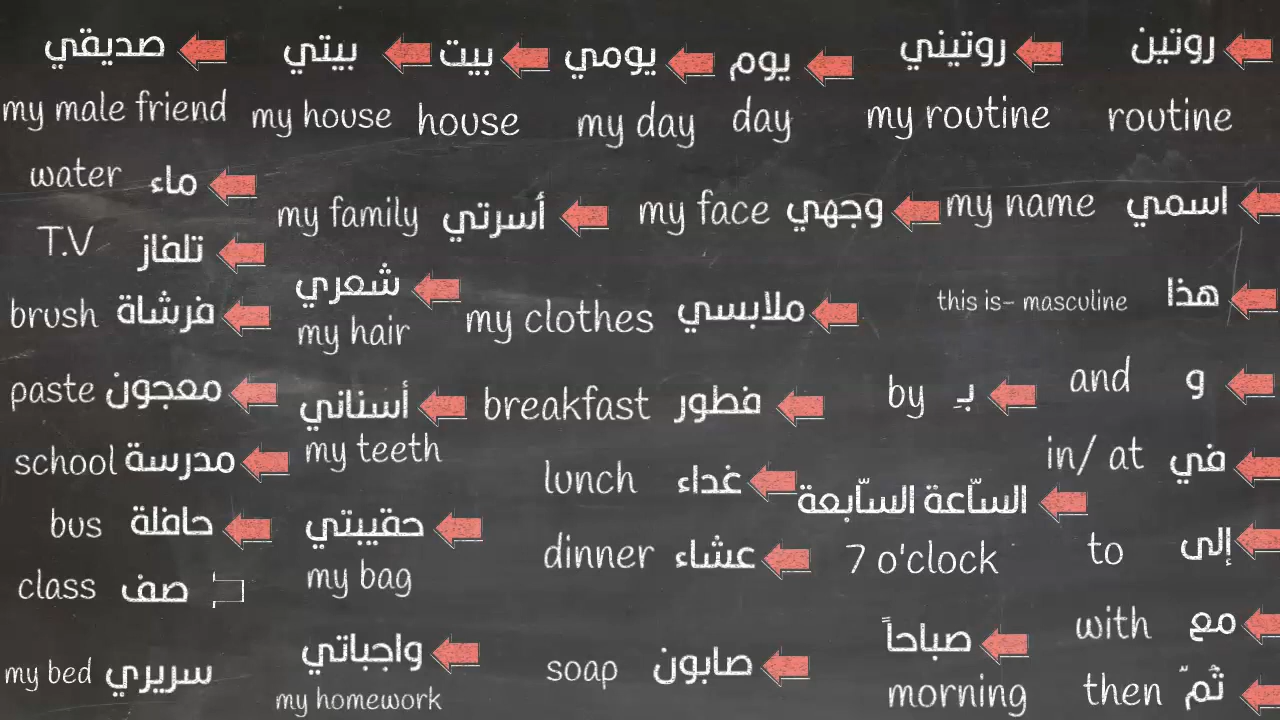 روتين روتيني يوم يومي بيت بيتي صديقي
routine my routine day my day house my house my male friend
اسمي my name وجهي my face أسرتي my family ماء water
تلفاز T.V
هذا this is- masculine ملابسي my clothes شعري my hair فرشاة brush
و and بـِ by فطور breakfast أسناني my teeth معجون paste
في in/ at السّاعة السّابعة 7 o'clock غداء lunch مدرسة school
إلى to عشاء dinner حقيبتي my bag حافلة bus
صف class
مع with صباحاً morning صابون soap واجباتي my homework سريري my bed
ثُمّ then